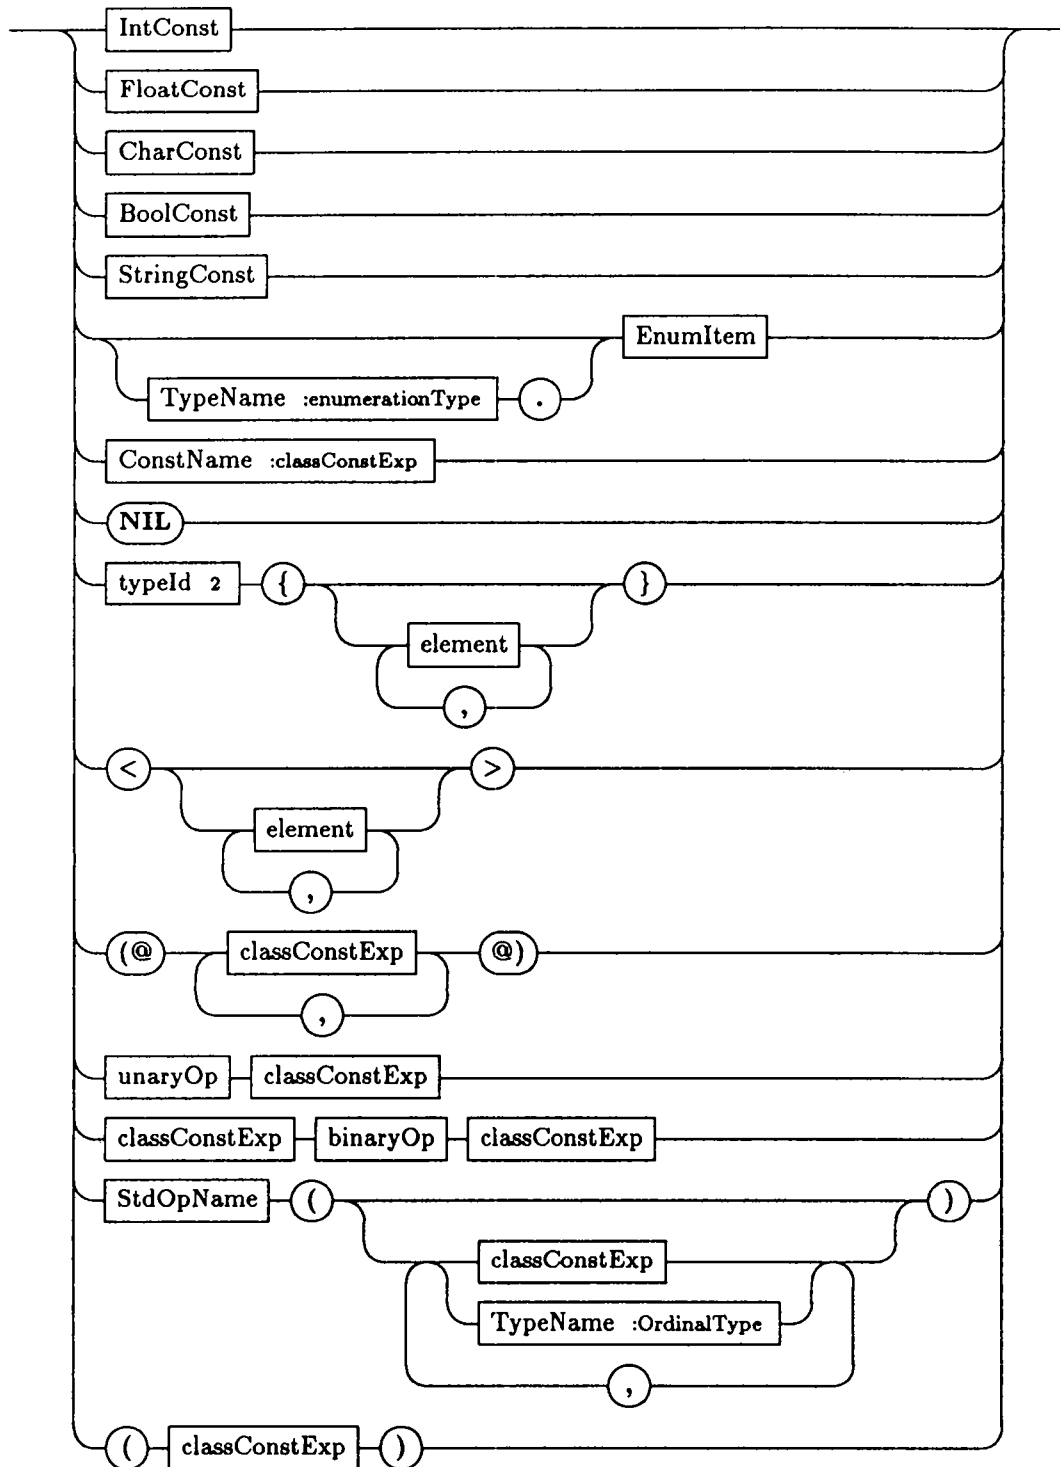 IntConst
FloatConst
CharConst
BoolConst
StringConst
EnumItem
TypeName :enumerationType .
ConstName :classConstExp
NIL
typeId 2 { }
element
,
< >
element
,
(@ classConstExp @)
,
unaryOp classConstExp
classConstExp binaryOp classConstExp
StdOpName ( )
classConstExp
TypeName :OrdinalType
,
( classConstExp )